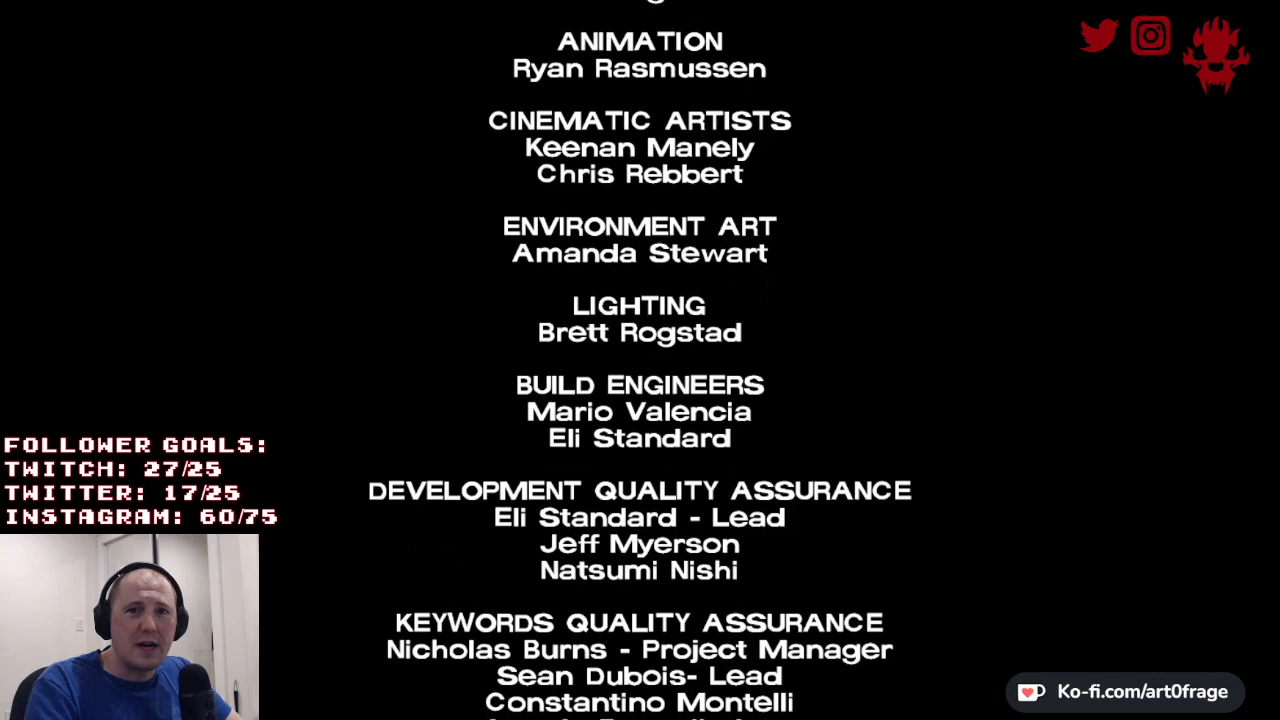 ANIMATION
Ryan Rasmussen
CINEMATIC ARTISTS
Keenan Manely
Chris Rebbert
ENVIRONMENT ART
Amanda Stewart
LIGHTING
Brett Rogstad
BUILD ENGINEERS
Mario Valencia
Eli Standard
DEVELOPMENT QUALITY ASSURANCE
Eli Standard - Lead
Jeff Myerson
Natsumi Nishi
KEYWORDS QUALITY ASSURANCE
Nicholas Burns - Project Manager
Sean Dubois- Lead
Constantino Montelli
FOLLOWER GOALS:
TWITCH: 27/25
TWITTER: 17/25
INSTAGRAM: 60/75
Ko-fi.com/art0frage